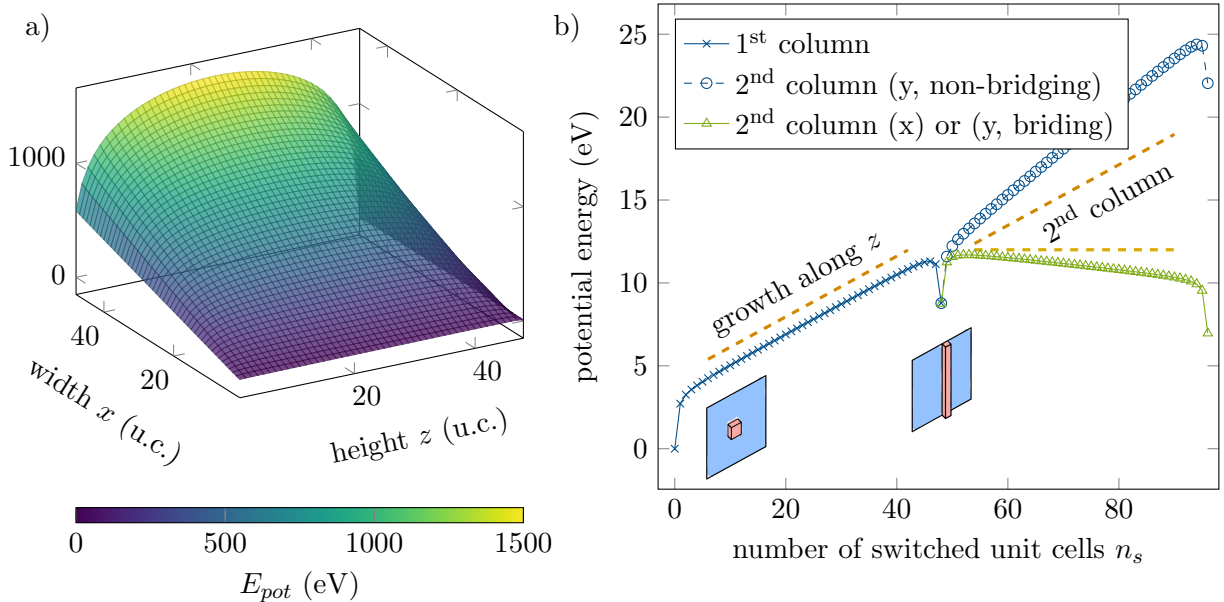 a)
1000
0
40
20
width x (u.c.)
20
40
height z (u.c.)
0
500
1000
1500
E_pot (eV)
b)
1st column
2nd column (y, non-bridging)
2nd column (x) or (y, briding)
growth along z
2nd column
25
20
15
10
5
0
potential energy (eV)
0
20
40
60
80
number of switched unit cells n_s